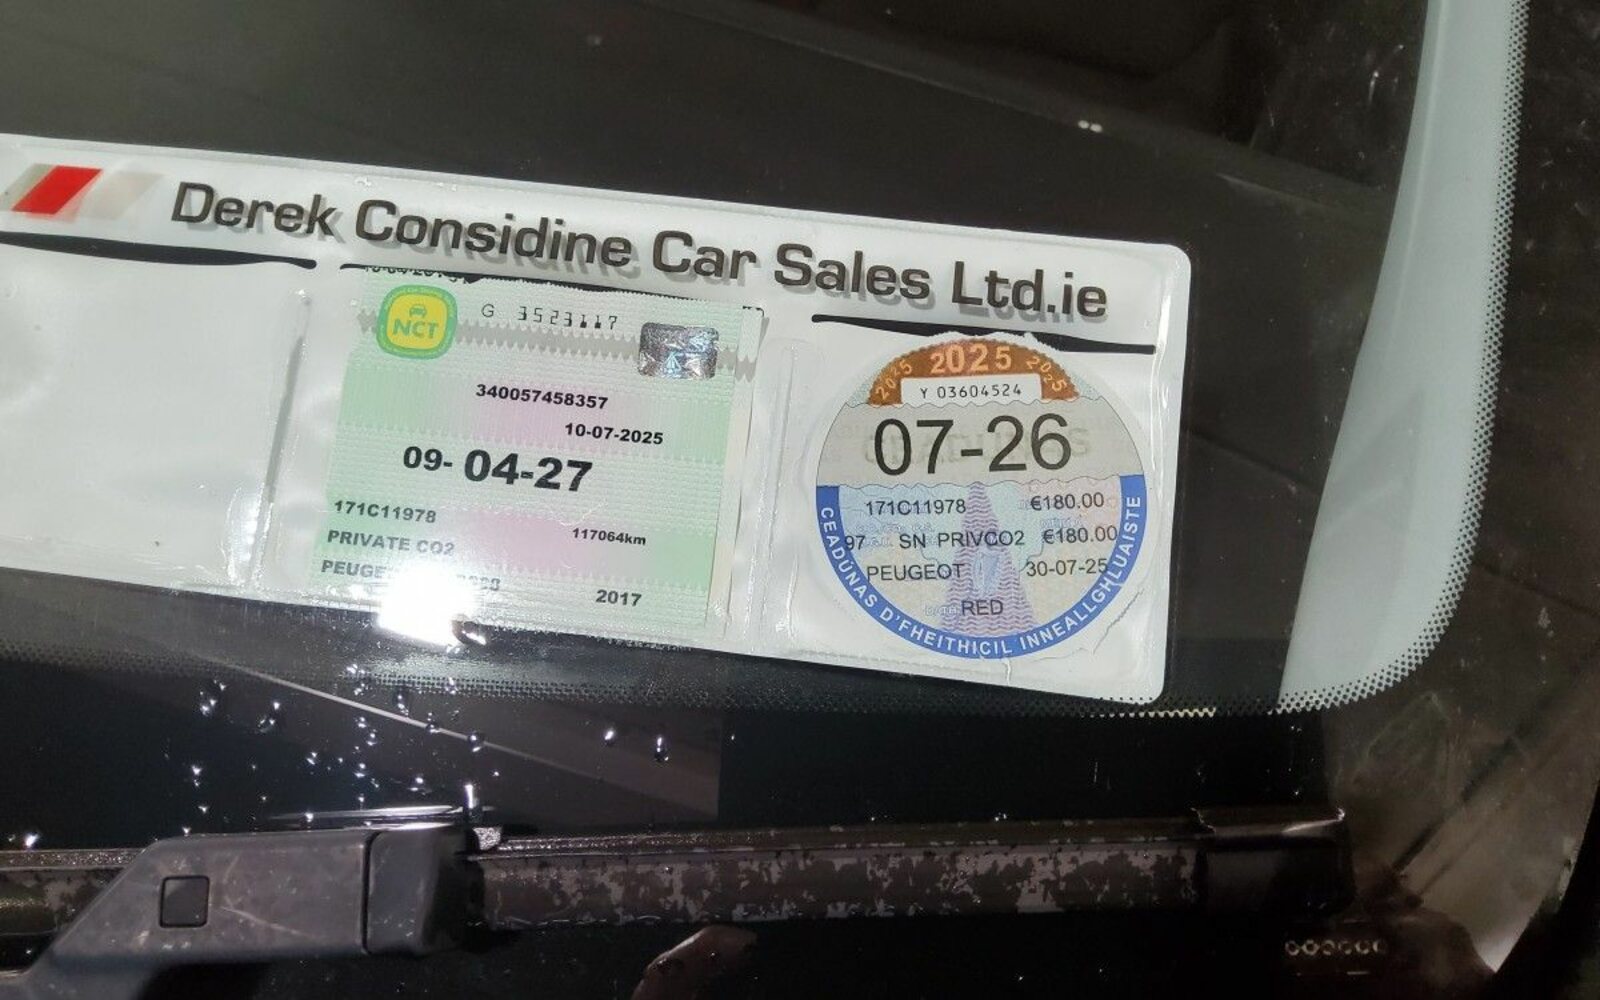 Derek Considine Car Sales Ltd.ie
NCT
G 3523117
340057458357
10-07-2025
09-04-27
171C11978
117064km
PRIVATE CO2
2017
2025 2025 2025
Y 03604524
07-26
171C11978 €180.00
97 SN PRIVCO2 €180.00
PEUGEOT 30-07-25
RED
CEADÚNAS D'FHEITHICIL INNEALLGHLUAISTE